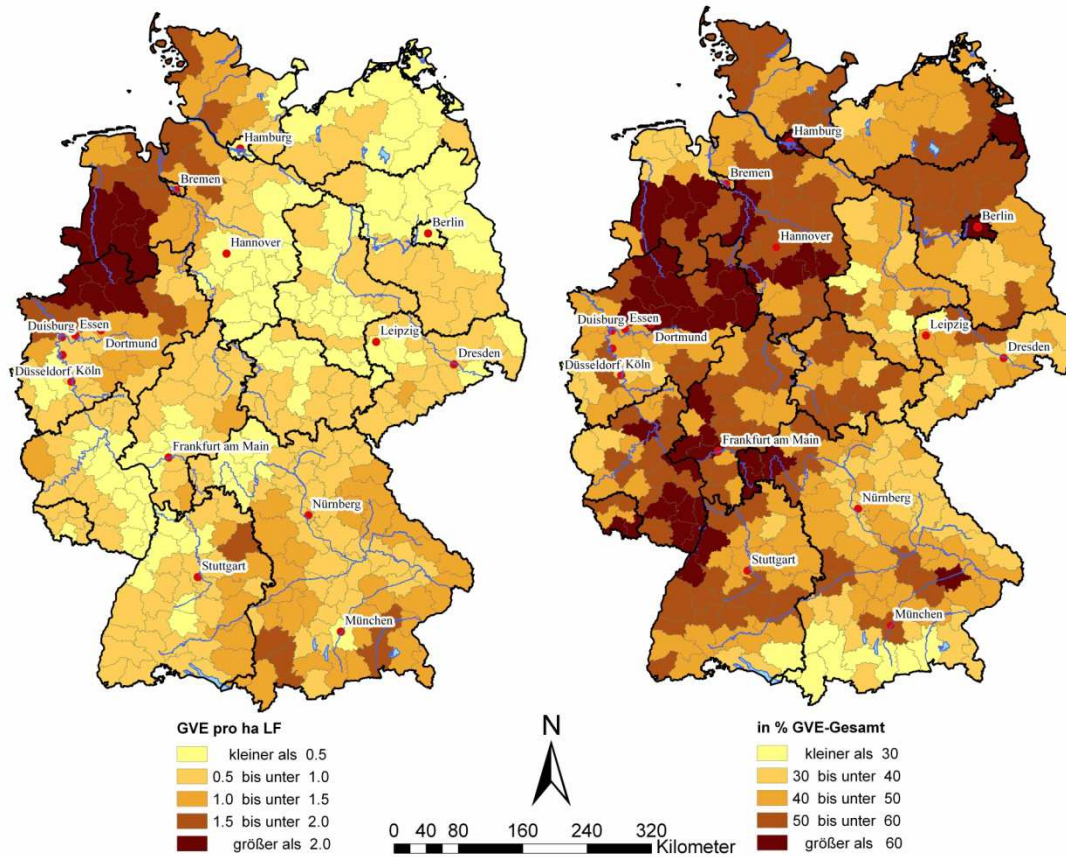 Hamburg
Bremen
Berlin
Hannover
Duisburg Essen
Dortmund
Leipzig
Düsseldorf Köln
Dresden
Frankfurt am Main
Nürnberg
Stuttgart
München
Hamburg
Bremen
Berlin
Hannover
Duisburg Essen
Dortmund
Leipzig
Düsseldorf Köln
Dresden
Frankfurt am Main
Nürnberg
Stuttgart
München
GVE pro ha LF
kleiner als 0.5
0.5 bis unter 1.0
1.0 bis unter 1.5
1.5 bis unter 2.0
größer als 2.0
N
0 40 80 160 240 320
Kilometer
in % GVE-Gesamt
kleiner als 30
30 bis unter 40
40 bis unter 50
50 bis unter 60
größer als 60